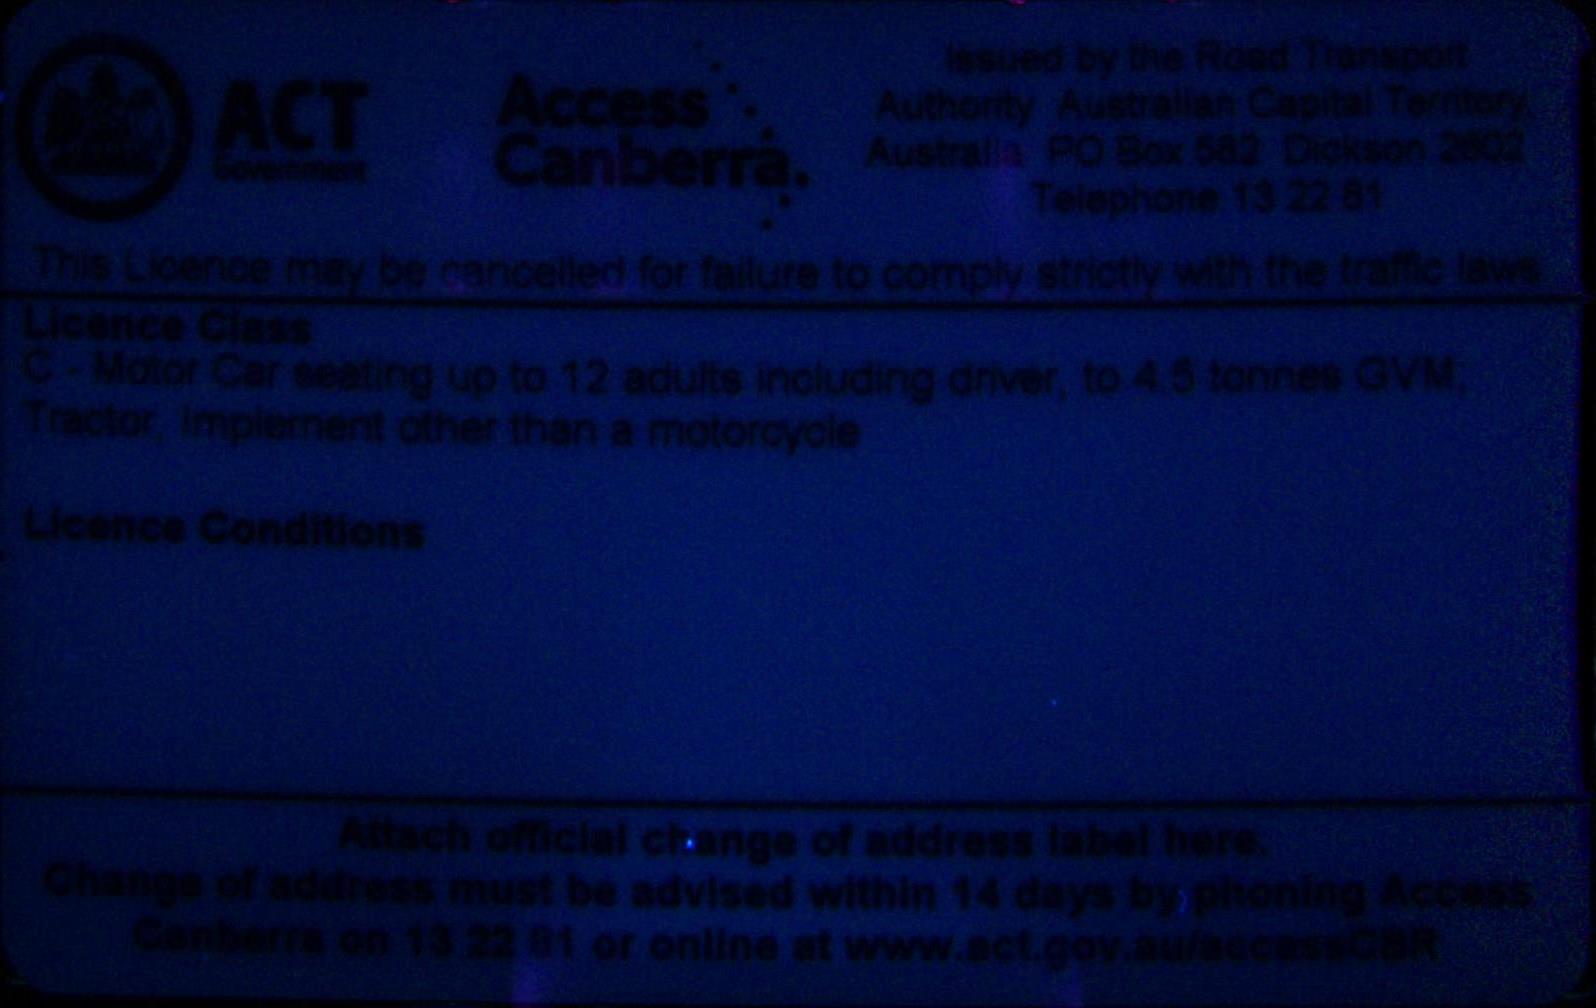 ACT
Government
Access
Canberra.
Issued by the Road Transport
Authority Australian Capital Territory,
Australia PO Box 582 Dickson 2602
Telephone 13 22 81
This Licence may be cancelled for failure to comply strictly with the traffic laws
Licence Class
C - Motor Car seating up to 12 adults including driver, to 4.5 tonnes GVM;
Tractor, Implement other than a motorcycle
Licence Conditions
Attach official change of address label here.
Change of address must be advised within 14 days by phoning Access
Canberra on 13 22 81 or online at www.act.gov.au/accessCBR